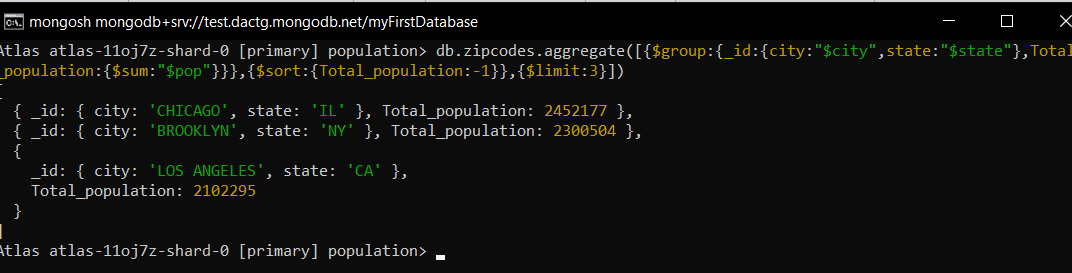 mongosh mongodb+srv://test.dactg.mongodb.net/myFirstDatabase
Atlas atlas-11oj7z-shard-0 [primary] population> db.zipcodes.aggregate([{$group:{_id:{city:"$city",state:"$state"},Total
_population:{$sum:"$pop"}}},{$sort:{Total_population:-1}},{$limit:3}])
[
  { _id: { city: 'CHICAGO', state: 'IL' }, Total_population: 2452177 },
  { _id: { city: 'BROOKLYN', state: 'NY' }, Total_population: 2300504 },
  {
    _id: { city: 'LOS ANGELES', state: 'CA' },
    Total_population: 2102295
  }
]
Atlas atlas-11oj7z-shard-0 [primary] population>